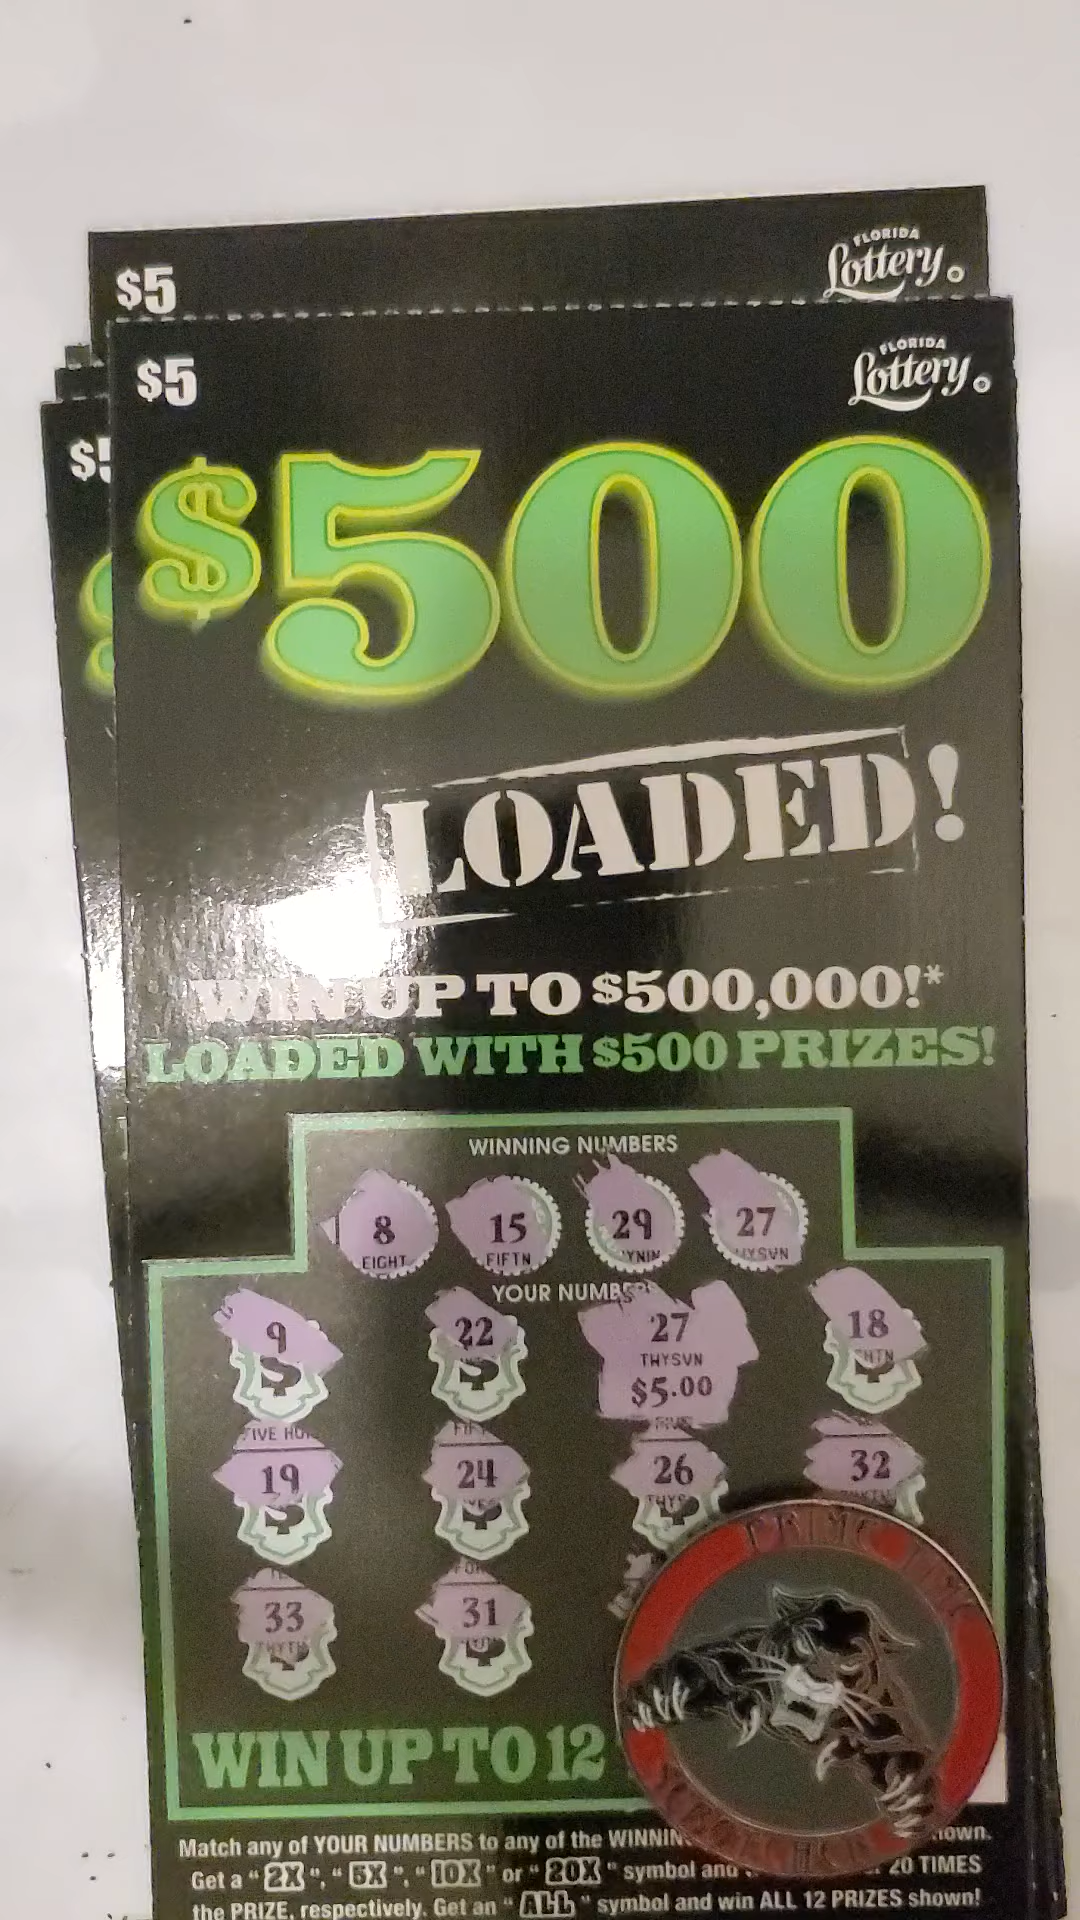 $5
FLORIDA
Lottery
$5
FLORIDA
Lottery
$500
LOADED!
WIN UP TO $500,000!*
LOADED WITH $500 PRIZES!
WINNING NUMBERS
8 15 29 27
EIGHT FIFTN
YOUR
9 22 27 18
THYSVN
$5.00
19 24 26 32
33 31
WIN UP TO 12
Match any of YOUR NUMBERS to any of the
Get a "2X", "5X", "10X" or "20X" symbol and 20 TIMES
the PRIZE, respectively. Get an "ALL" symbol and win ALL 12 PRIZES shown!